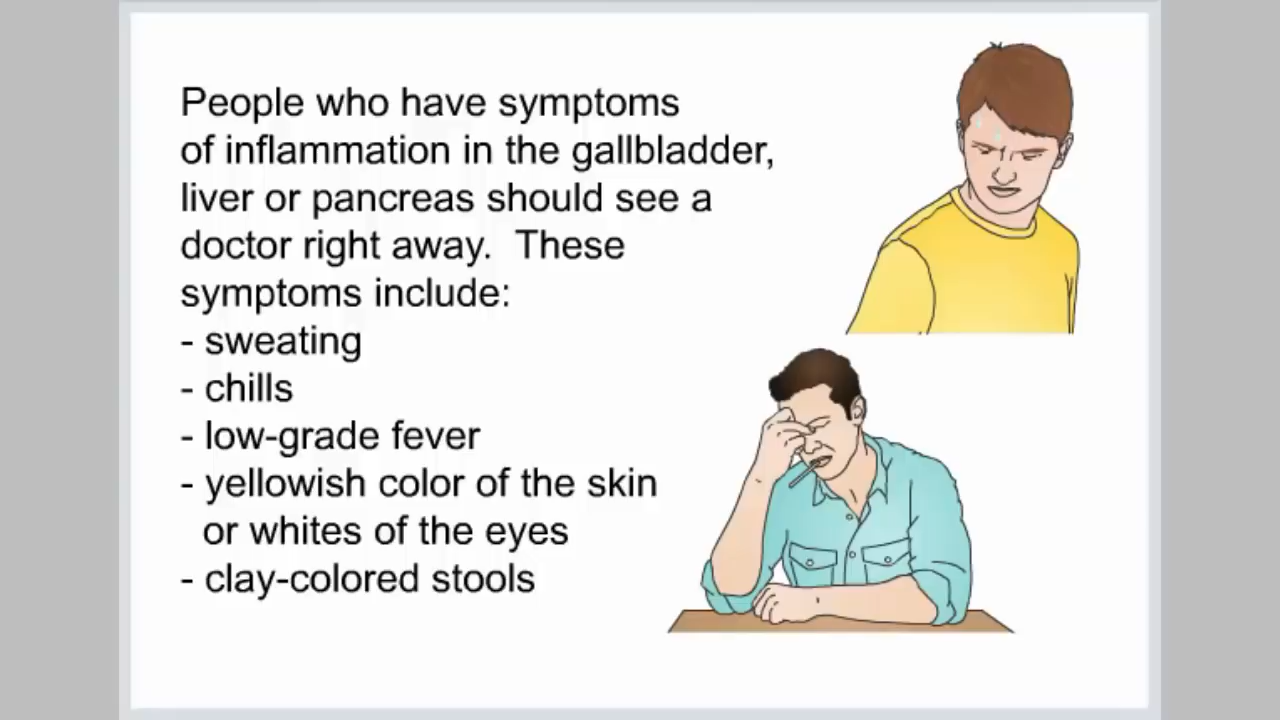 People who have symptoms
of inflammation in the gallbladder,
liver or pancreas should see a
doctor right away.  These
symptoms include:
- sweating
- chills
- low-grade fever
- yellowish color of the skin
or whites of the eyes
- clay-colored stools